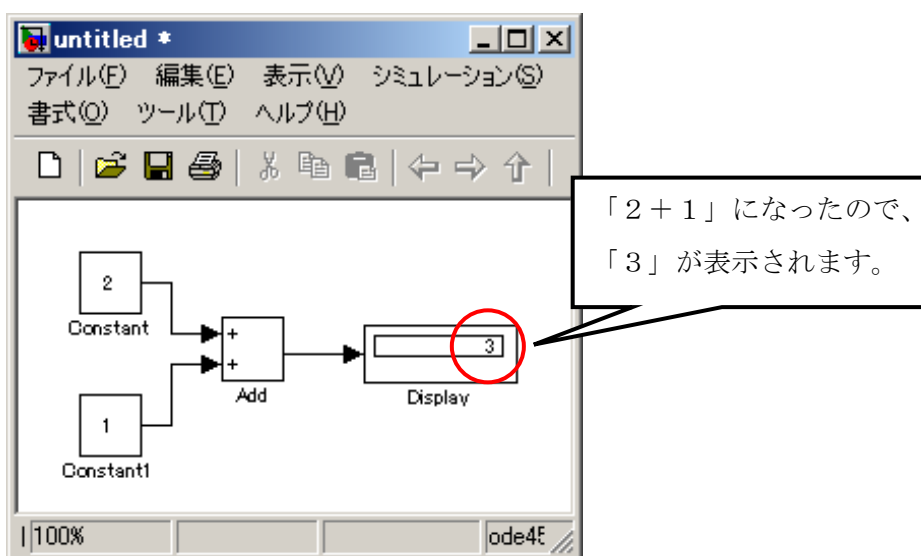 untitled *
ファイル(F) 編集(E) 表示(V) シミュレーション(S)
書式(O) ツール(T) ヘルプ(H)
「２＋１」になったので、
「３」が表示されます。
2
Constant
+
+
Add
3
Display
1
Constant1
100%
ode45